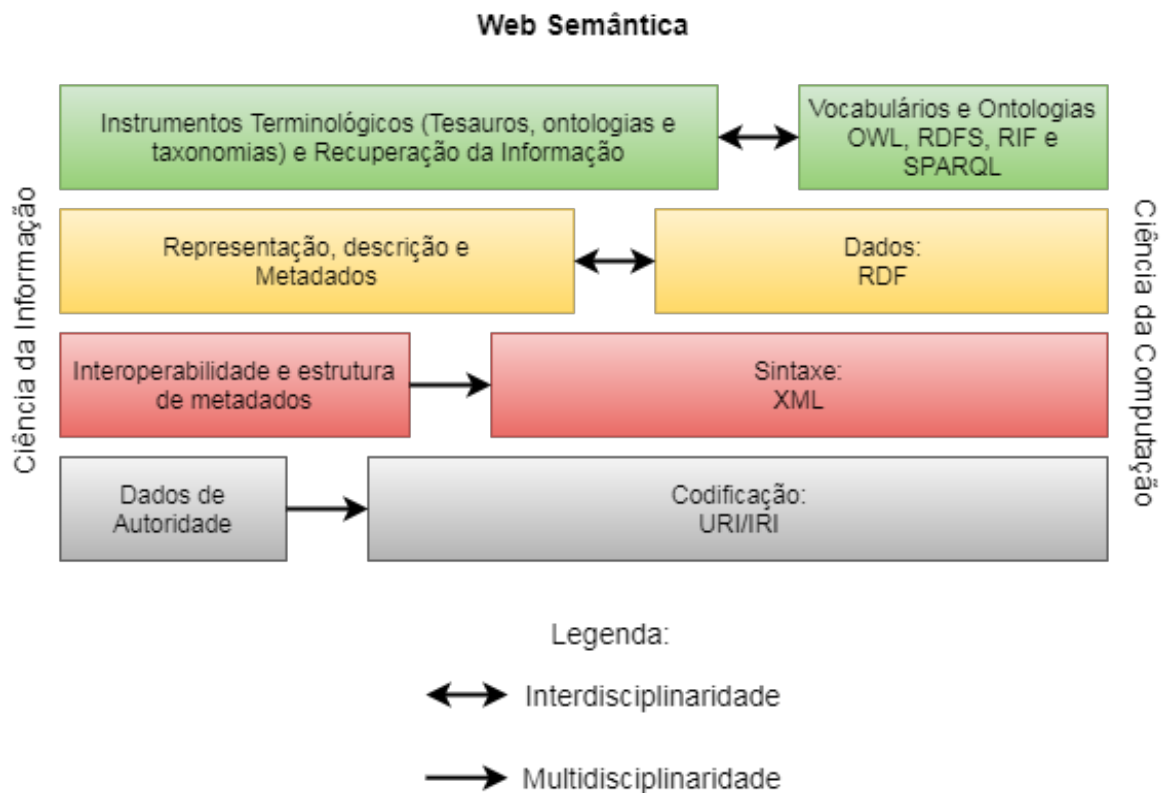 Web Semântica
Ciência da Informação
Instrumentos Terminológicos (Tesauros, ontologias e
taxonomias) e Recuperação da Informação
Vocabulários e Ontologias
OWL, RDFS, RIF e
SPARQL
Representação, descrição e
Metadados
Dados:
RDF
Interoperabilidade e estrutura
de metadados
Sintaxe:
XML
Dados de
Autoridade
Codificação:
URI/IRI
Ciência da Computação
Legenda:
Interdisciplinaridade
Multidisciplinaridade